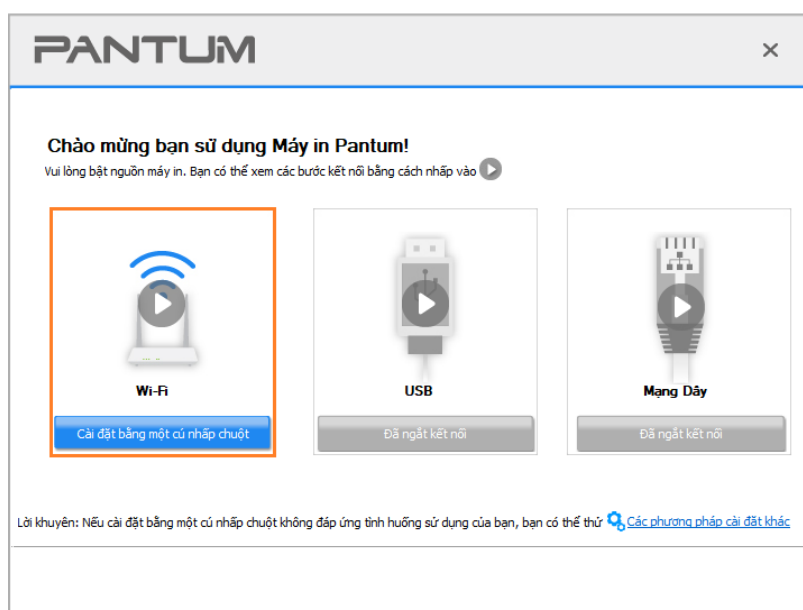 PANTUM
Chào mừng bạn sử dụng Máy in Pantum!
Vui lòng bật nguồn máy in. Bạn có thể xem các bước kết nối bằng cách nhấp vào
Wi-Fi
USB
Mạng Dây
Cài đặt bằng một cú nhấp chuột
Đã ngắt kết nối
Đã ngắt kết nối
Lời khuyên: Nếu cài đặt bằng một cú nhấp chuột không đáp ứng tình huống sử dụng của bạn, bạn có thể thử Các phương pháp cài đặt khác